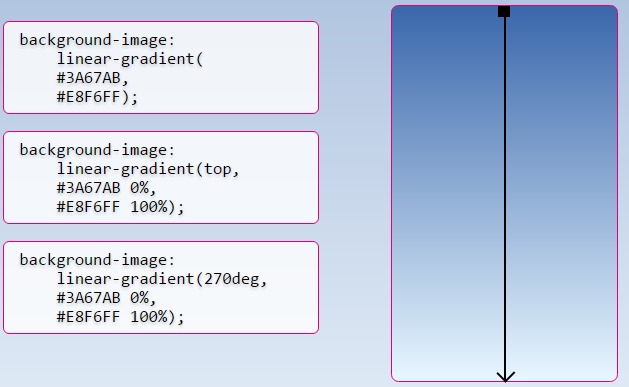 background-image:
linear-gradient(
#3A67AB,
#E8F6FF);
background-image:
linear-gradient(top,
#3A67AB 0%,
#E8F6FF 100%);
background-image:
linear-gradient(270deg,
#3A67AB 0%,
#E8F6FF 100%);